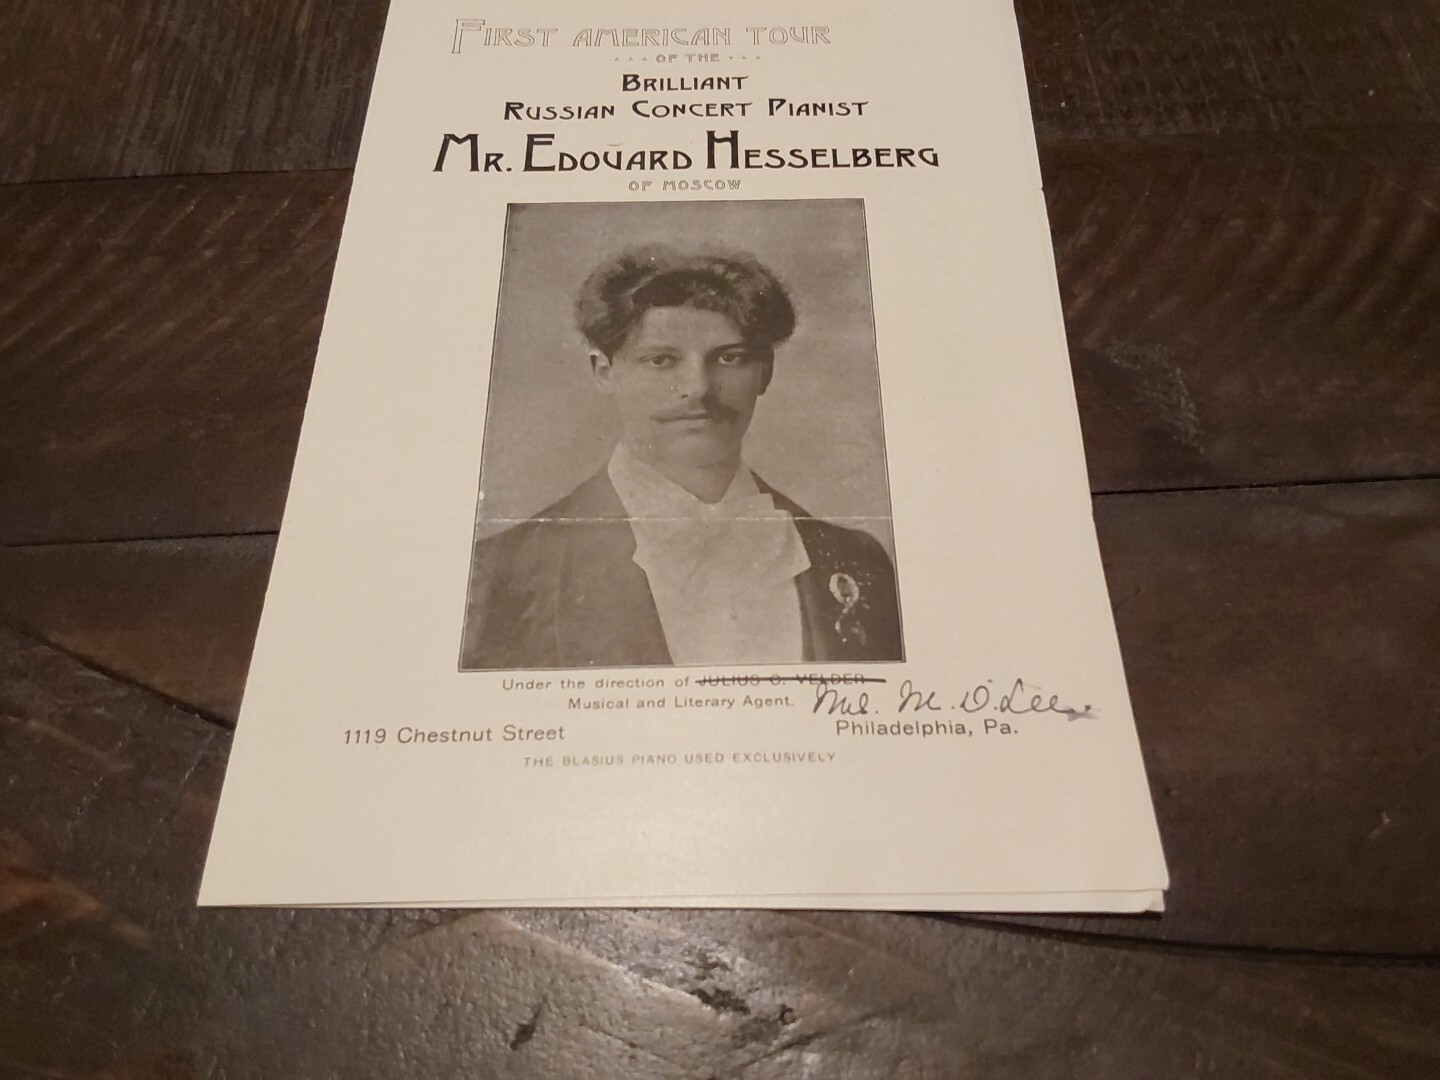 FIRST AMERICAN TOUR
- - - OF THE - - -
BRILLIANT
RUSSIAN CONCERT PIANIST
MR. EDOUARD HESSELBERG
OF MOSCOW
Under the direction of JULIUS C. VELDER
Musical and Literary Agent. M. D. Lee
1119 Chestnut Street Philadelphia, Pa.
THE BLASIUS PIANO USED EXCLUSIVELY